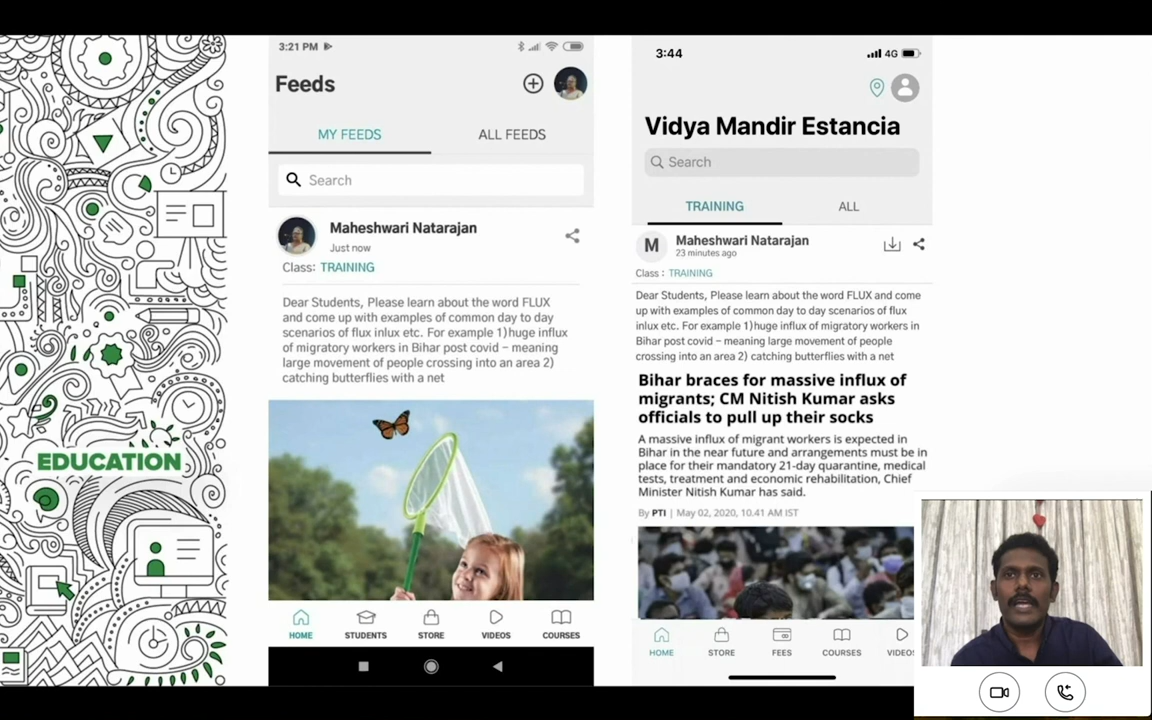 EDUCATION
3:21 PM
Feeds
MY FEEDS
ALL FEEDS
Search
Maheshwari Natarajan
Just now
Class: TRAINING
Dear Students, Please learn about the word FLUX
and come up with examples of common day to day
scenarios of flux inlux etc. For example 1)huge influx
of migratory workers in Bihar post covid – meaning
large movement of people crossing into an area 2)
catching butterflies with a net
HOME
STUDENTS
STORE
VIDEOS
COURSES
3:44
4G
Vidya Mandir Estancia
Search
TRAINING
ALL
M
Maheshwari Natarajan
23 minutes ago
Class : TRAINING
Dear Students, Please learn about the word FLUX and come
up with examples of common day to day scenarios of flux
inlux etc. For example 1)huge influx of migratory workers in
Bihar post covid – meaning large movement of people
crossing into an area 2) catching butterflies with a net
Bihar braces for massive influx of
migrants; CM Nitish Kumar asks
officials to pull up their socks
A massive influx of migrant workers is expected in
Bihar in the near future and arrangements must be in
place for their mandatory 21-day quarantine, medical
tests, treatment and economic rehabilitation, Chief
Minister Nitish Kumar has said.
By PTI | May 02, 2020, 10.41 AM IST
HOME
STORE
FEES
COURSES
VIDEO